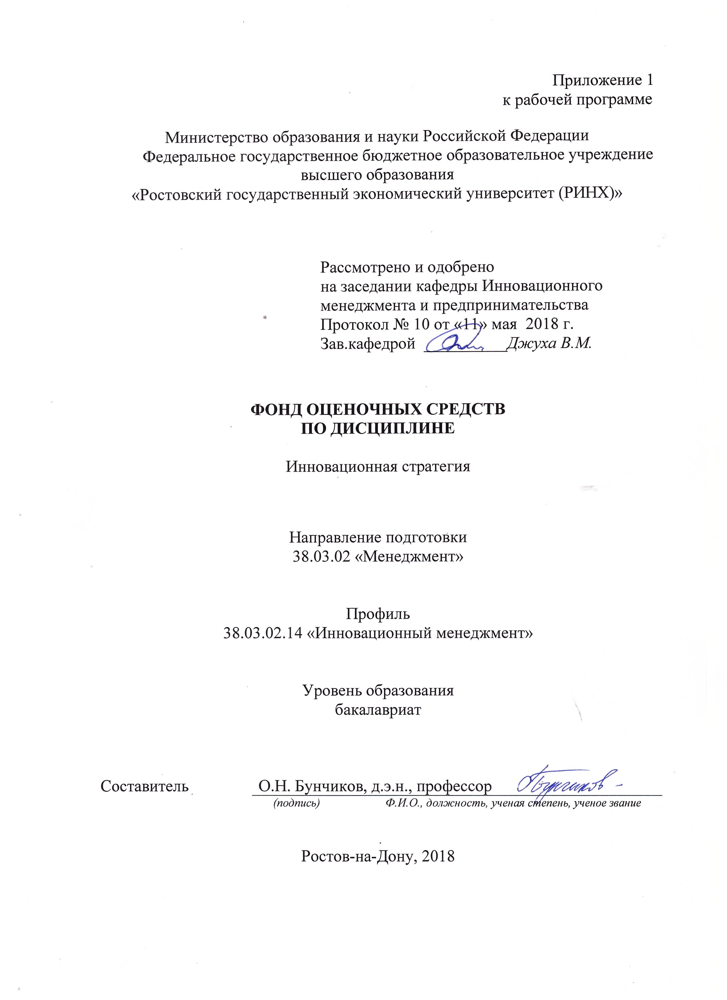 Приложение 1
к рабочей программе
Министерство образования и науки Российской Федерации
Федеральное государственное бюджетное образовательное учреждение
высшего образования
«Ростовский государственный экономический университет (РИНХ)»
Рассмотрено и одобрено
на заседании кафедры Инновационного
менеджмента и предпринимательства
Протокол № 10 от «11» мая 2018 г.
Зав.кафедрой ___________Джуха В.М.
ФОНД ОЦЕНОЧНЫХ СРЕДСТВ
ПО ДИСЦИПЛИНЕ
Инновационная стратегия
Направление подготовки
38.03.02 «Менеджмент»
Профиль
38.03.02.14 «Инновационный менеджмент»
Уровень образования
бакалавриат
Составитель О.Н. Бунчиков, д.э.н., профессор Бунчиков
(подпись) Ф.И.О., должность, ученая степень, ученое звание
Ростов-на-Дону, 2018